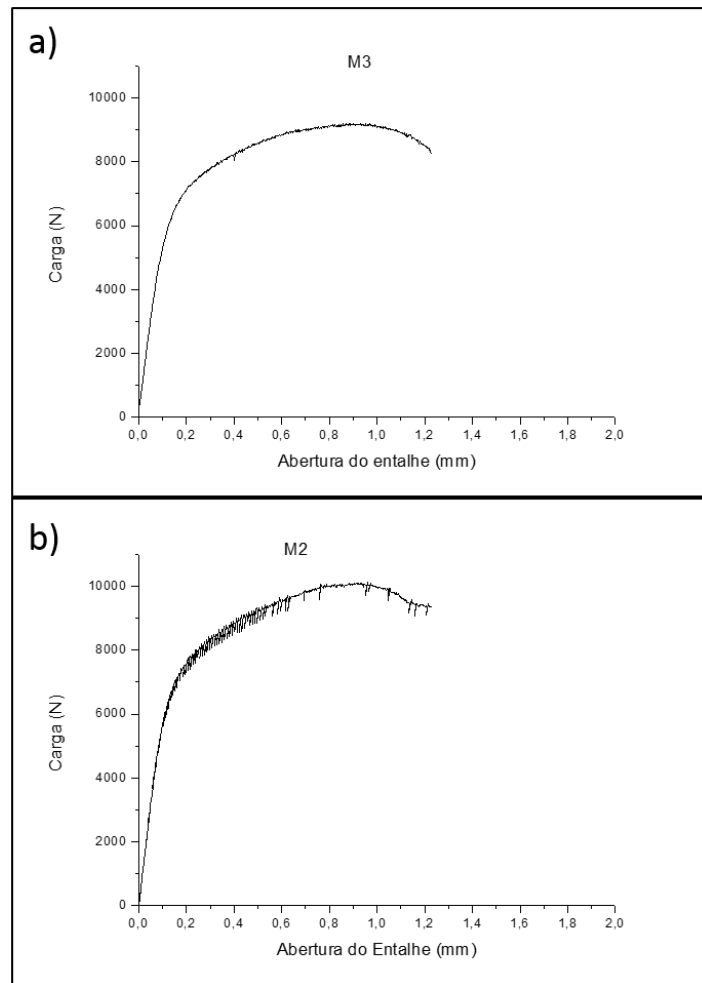 a)
M3
10000
8000
6000
4000
2000
0
Carga (N)
0,0 0,2 0,4 0,6 0,8 1,0 1,2 1,4 1,6 1,8 2,0
Abertura do entalhe (mm)
b)
M2
10000
8000
6000
4000
2000
0
Carga (N)
0,0 0,2 0,4 0,6 0,8 1,0 1,2 1,4 1,6 1,8 2,0
Abertura do Entalhe (mm)